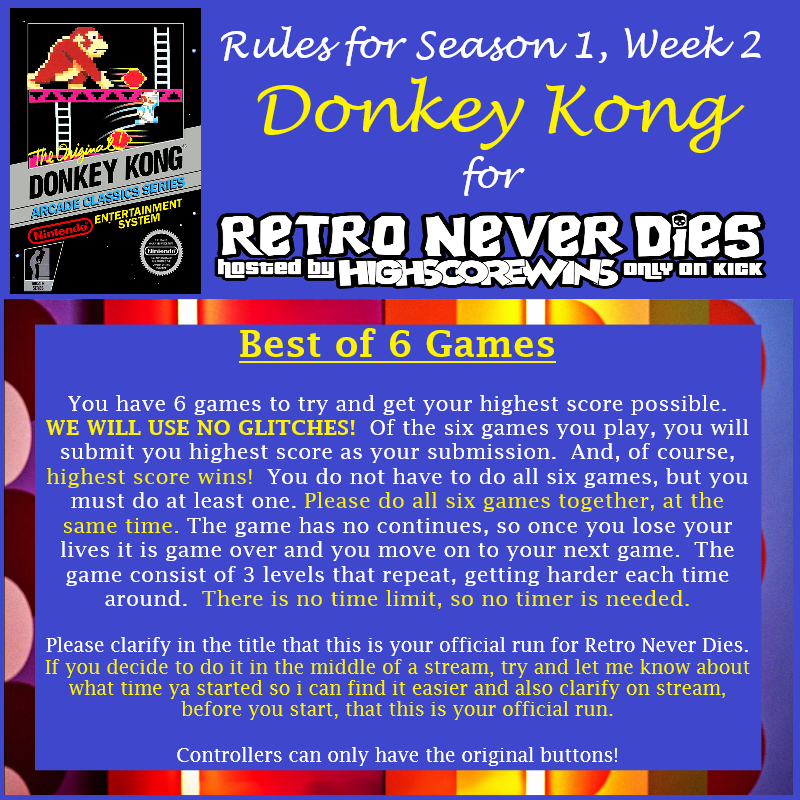 Rules for Season 1, Week 2
Donkey Kong
for
RETRO NEVER DIES
hosted by HIGHSCOREWINS only on kick
The Original
DONKEY KONG
ARCADE CLASSICS SERIES
Nintendo
ENTERTAINMENT
SYSTEM
Nintendo
Best of 6 Games
You have 6 games to try and get your highest score possible.
WE WILL USE NO GLITCHES! Of the six games you play, you will
submit you highest score as your submission. And, of course,
highest score wins! You do not have to do all six games, but you
must do at least one. Please do all six games together, at the
same time. The game has no continues, so once you lose your
lives it is game over and you move on to your next game. The
game consist of 3 levels that repeat, getting harder each time
around. There is no time limit, so no timer is needed.
Please clarify in the title that this is your official run for Retro Never Dies.
If you decide to do it in the middle of a stream, try and let me know about
what time ya started so i can find it easier and also clarify on stream,
before you start, that this is your official run.
Controllers can only have the original buttons!